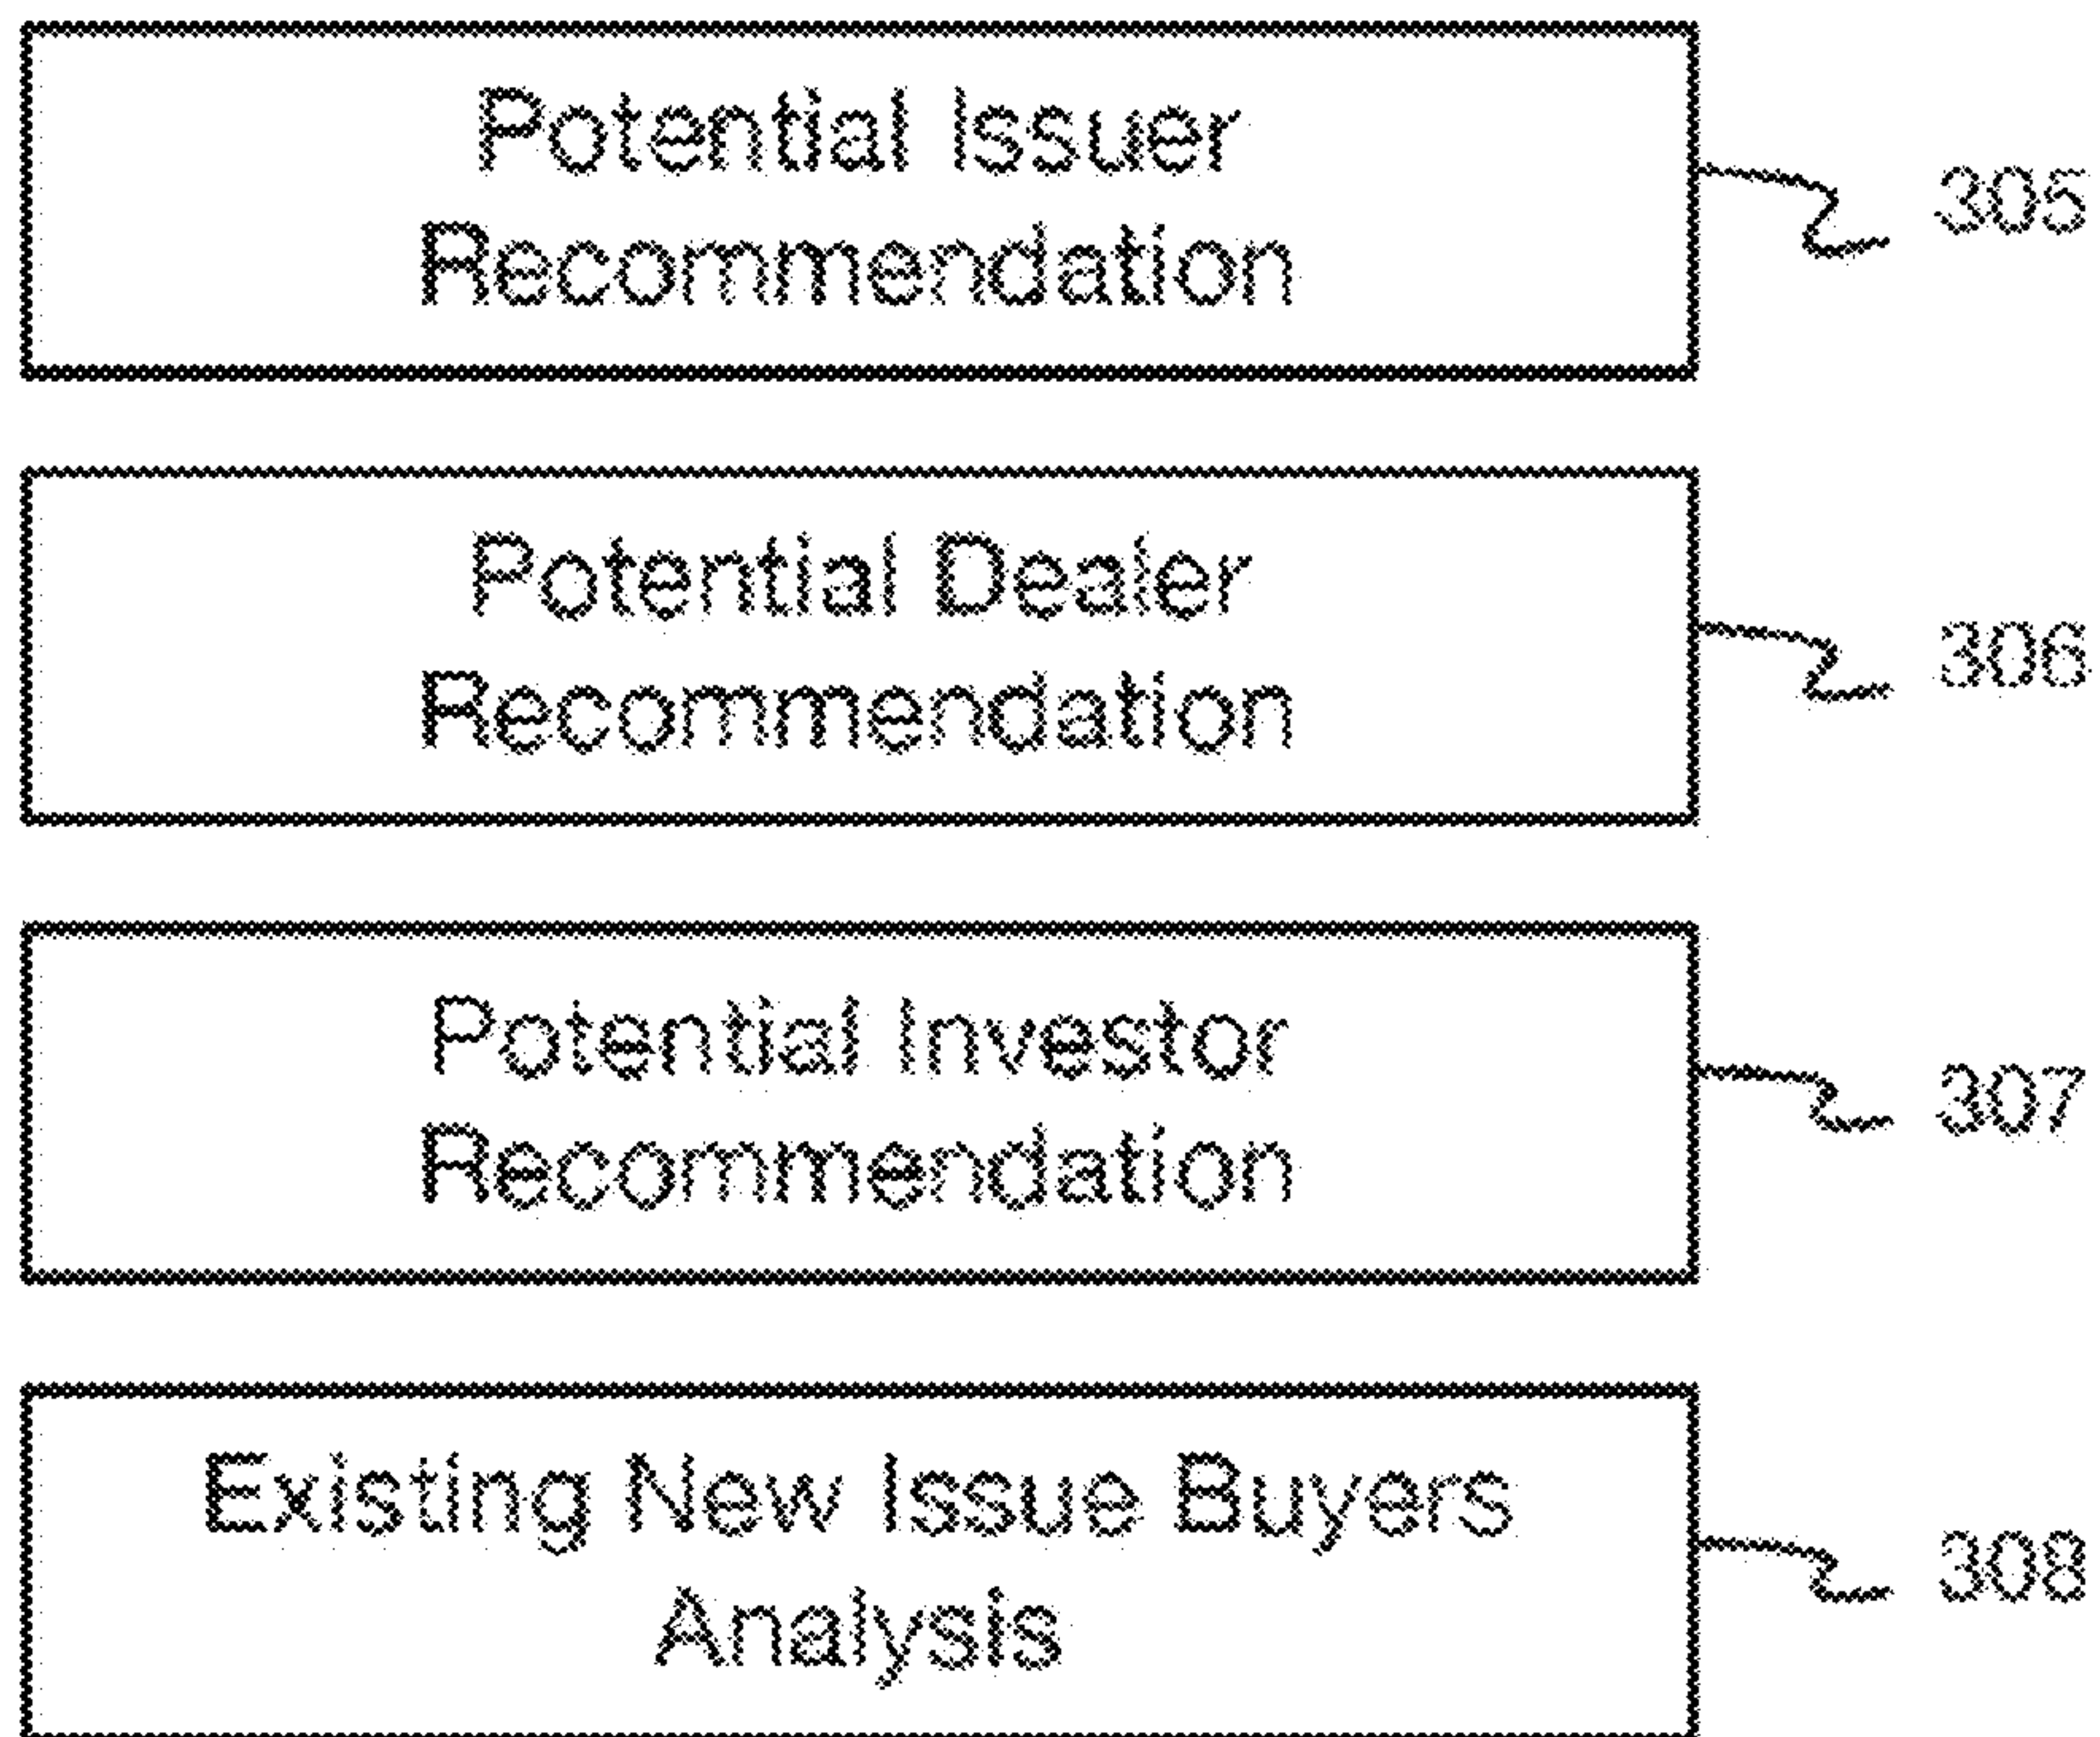 Potential Issuer
Recommendation
305
Potential Dealer
Recommendation
306
Potential Investor
Recommendation
307
Existing New Issue Buyers
Analysis
308